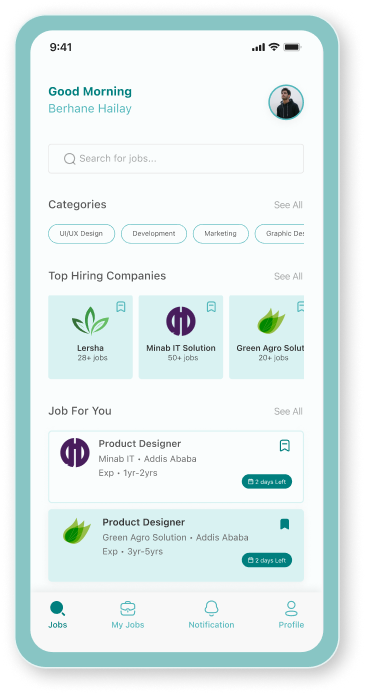 9:41
Good Morning
Berhane Hailay
Search for jobs...
Categories See All
UI/UX Design Development Marketing Graphic Des
Top Hiring Companies See All
Lersha Minab IT Solution Green Agro Solut
28+ jobs 50+ jobs 20+ jobs
Job For You See All
Product Designer
Minab IT • Addis Ababa
Exp • 1yr-2yrs
2 days Left
Product Designer
Green Agro Solution • Addis Ababa
Exp • 3yr-5yrs
2 days Left
Jobs My Jobs Notification Profile